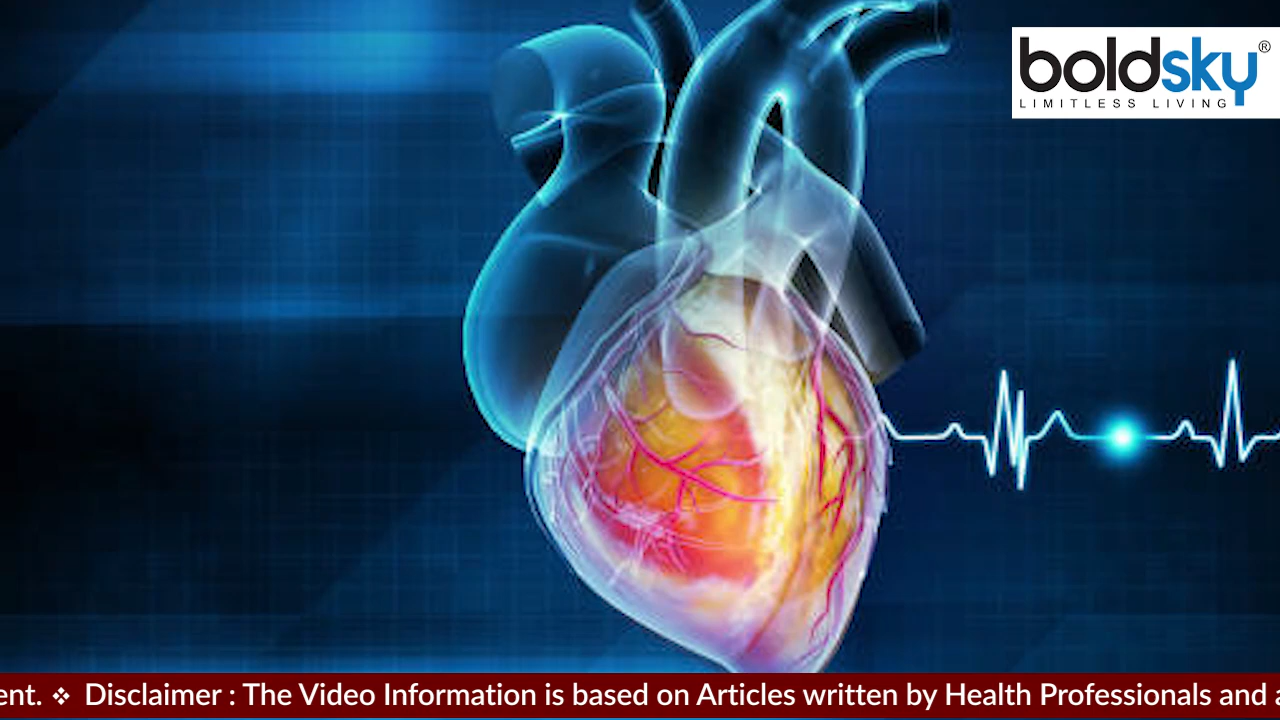 boldsky®
LIMITLESS LIVING
ent. ❖ Disclaimer : The Video Information is based on Articles written by Health Professionals and a